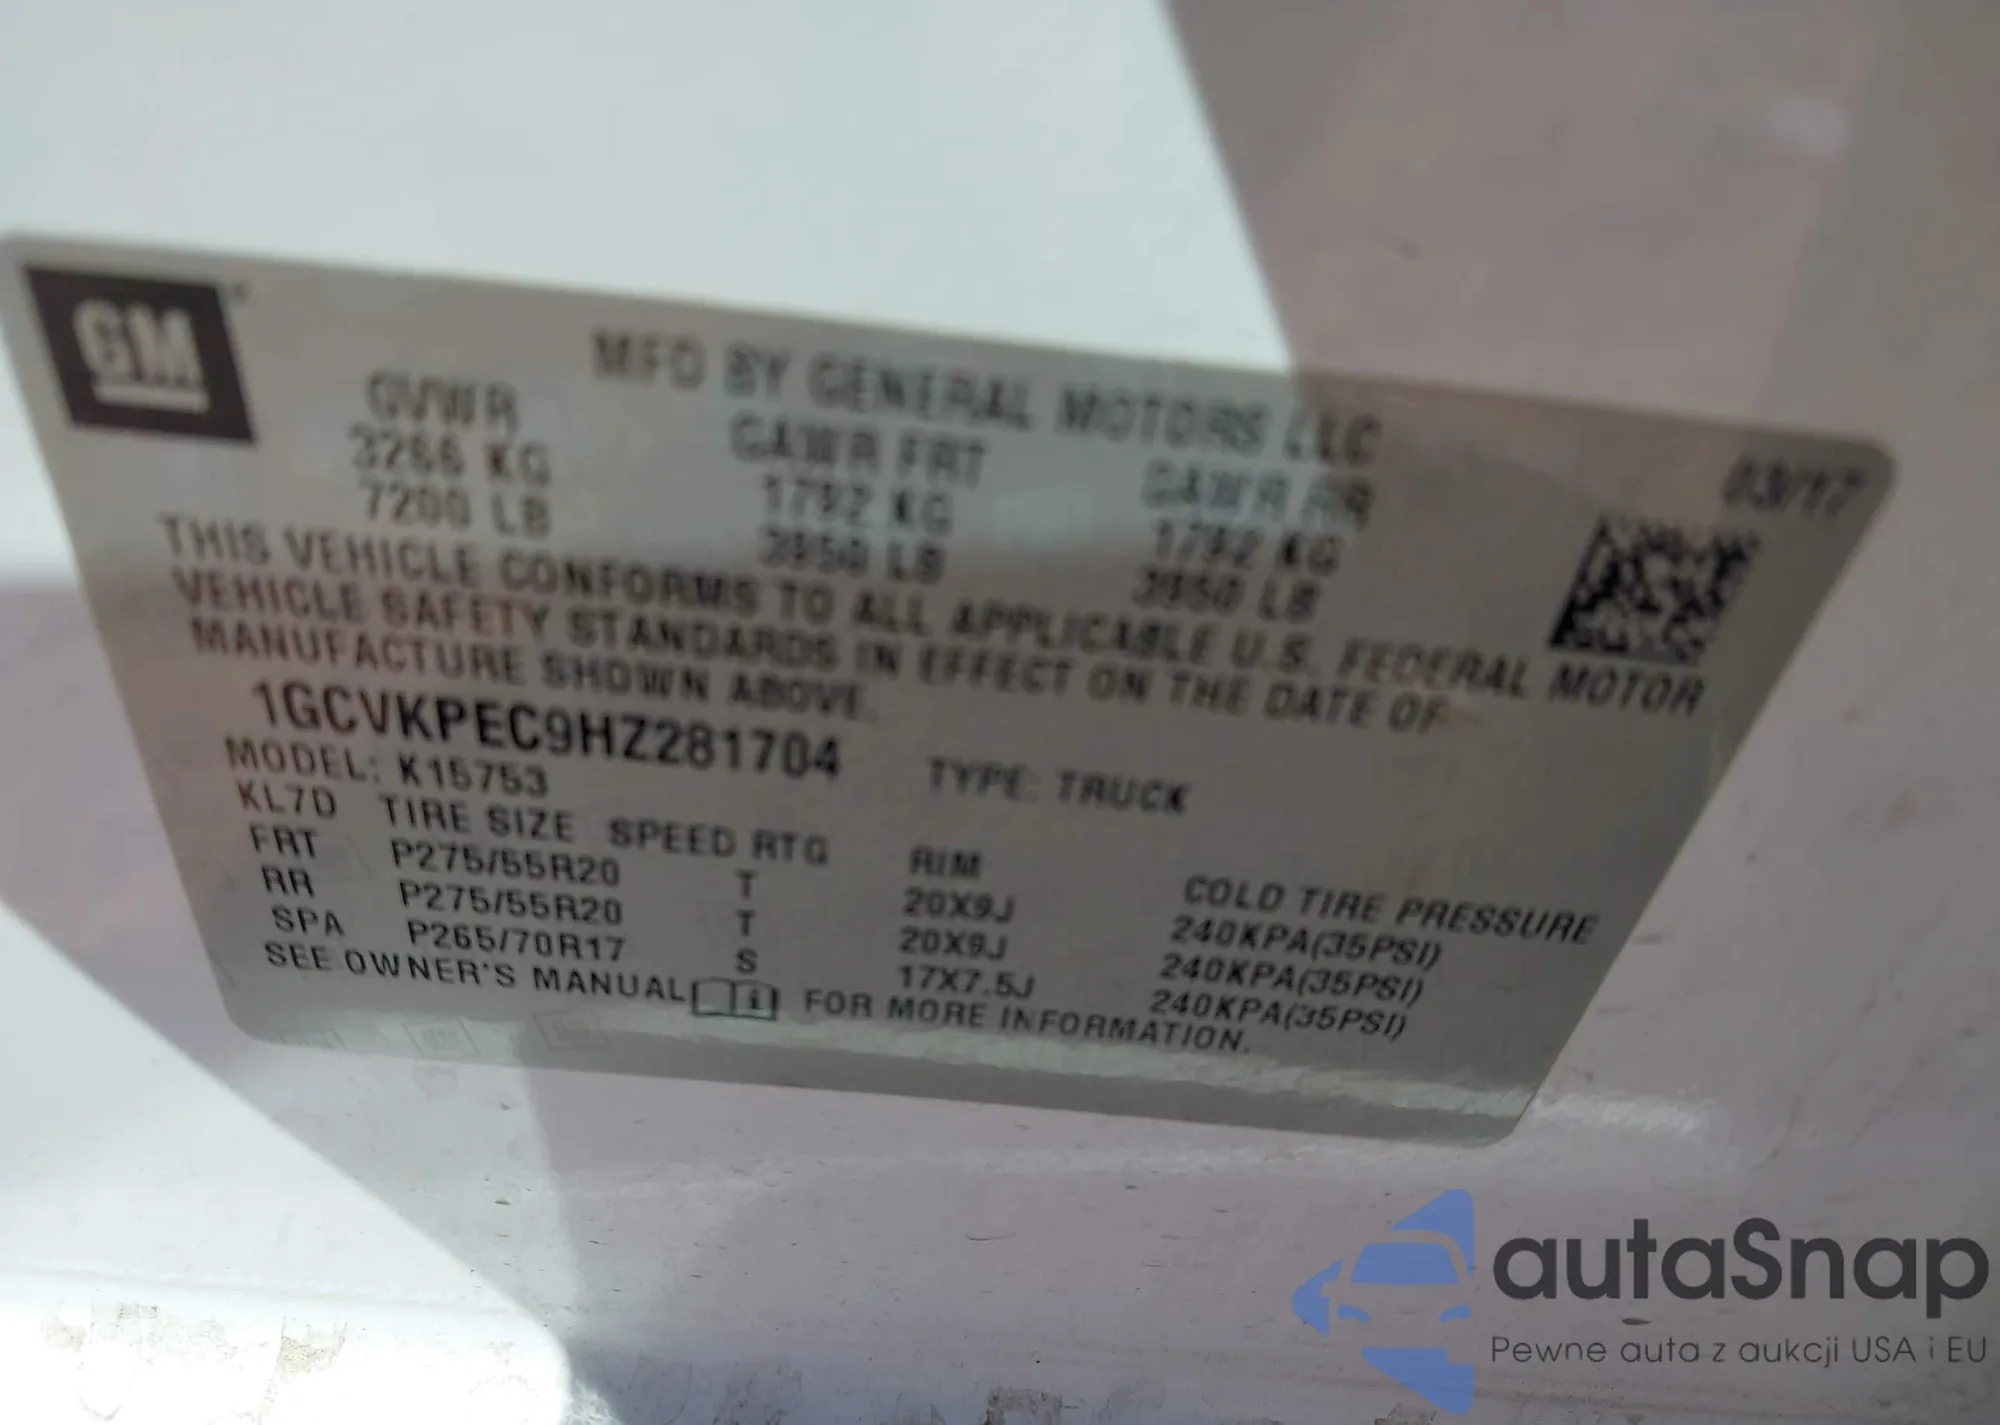 GM
MFD BY GENERAL MOTORS LLC
03/17
GVWR GAWR FRT GAWR RR
3266 KG 1792 KG 1792 KG
7200 LB 3950 LB 3950 LB
THIS VEHICLE CONFORMS TO ALL APPLICABLE U.S. FEDERAL MOTOR
VEHICLE SAFETY STANDARDS IN EFFECT ON THE DATE OF
MANUFACTURE SHOWN ABOVE.
1GCVKPEC9HZ281704 TYPE: TRUCK
MODEL: K15753
KL7D TIRE SIZE SPEED RTG RIM COLD TIRE PRESSURE
FRT P275/55R20 T 20X9J 240KPA(35PSI)
RR P275/55R20 T 20X9J 240KPA(35PSI)
SPA P265/70R17 S 17X7.5J 240KPA(35PSI)
SEE OWNER'S MANUAL i FOR MORE INFORMATION.
autaSnap
Pewne auta z aukcji USA i EU